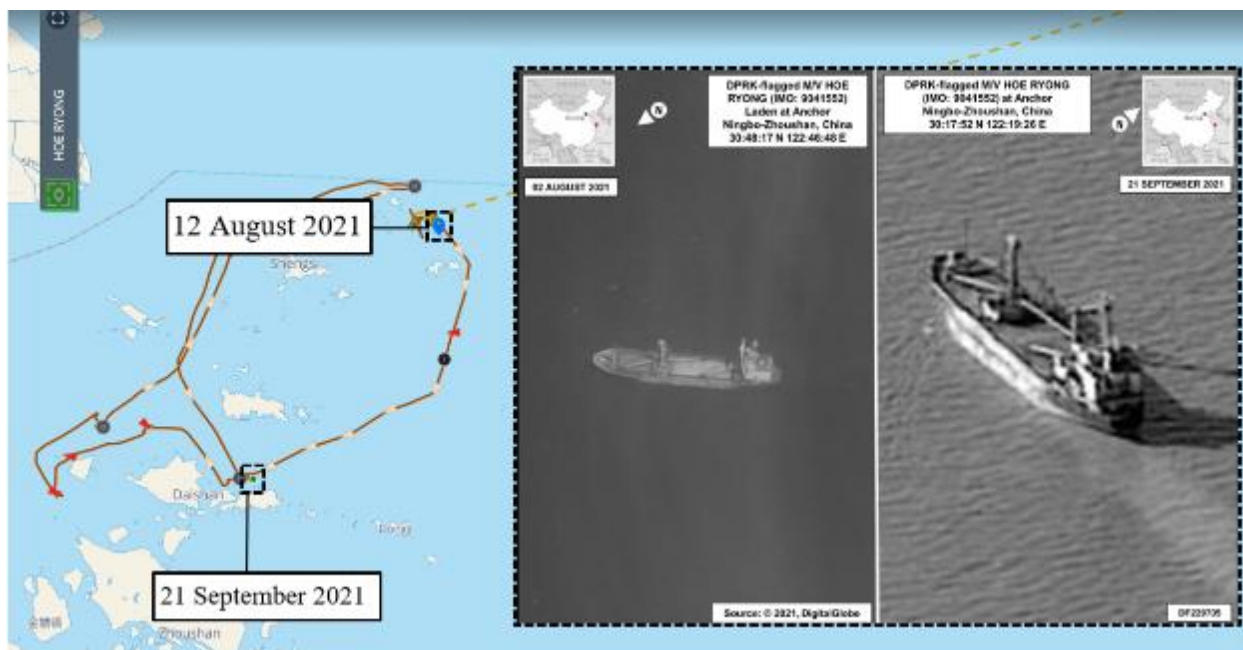 HOE RYONG
12 August 2021
Shengsi
Daishan
21 September 2021
Zhoushan
DPRK-flagged M/V HOE
RYONG (IMO: 9041552)
Laden at Anchor
Ningbo-Zhoushan, China
30:48:17 N 122:46:48 E
N
02 AUGUST 2021
Source: © 2021, DigitalGlobe
DPRK-flagged M/V HOE RYONG
(IMO: 9041552) at Anchor
Ningbo-Zhoushan, China
30:17:52 N 122:19:26 E
N
21 SEPTEMBER 2021